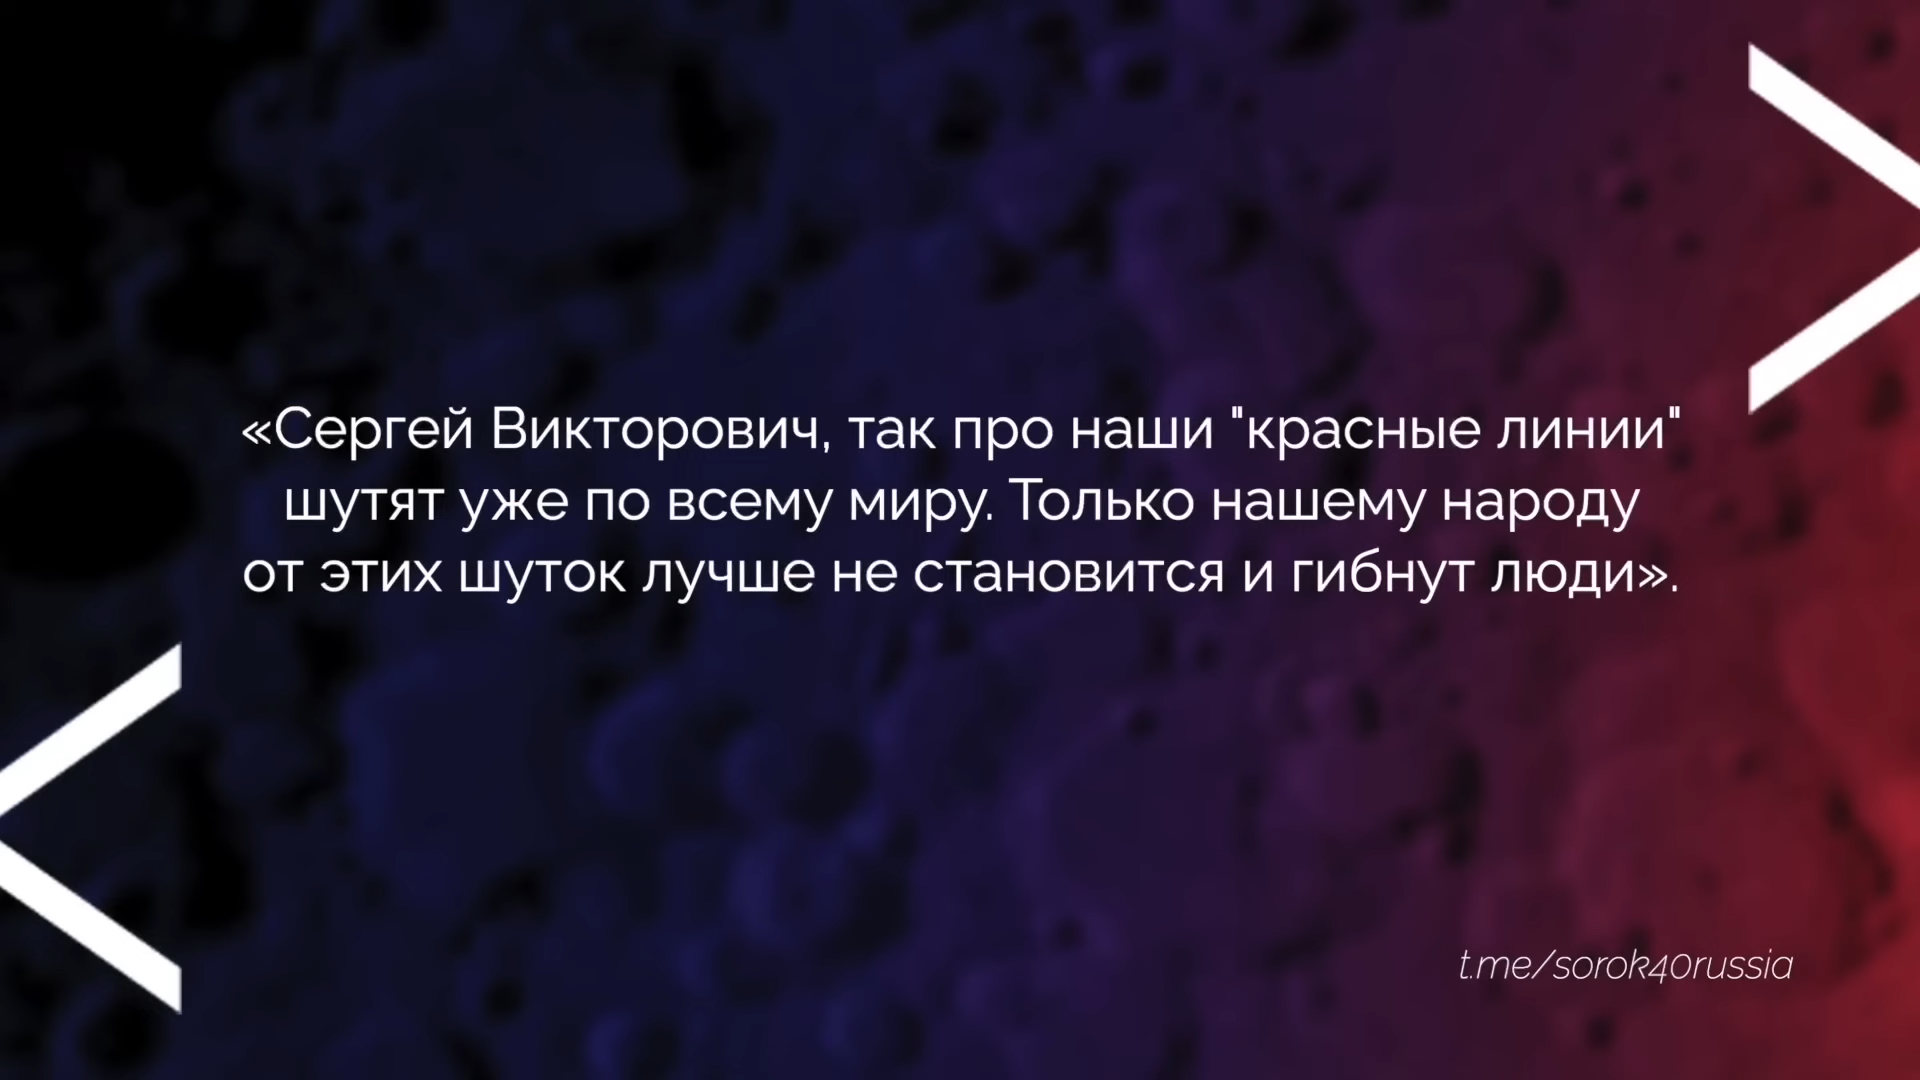 «Сергей Викторович, так про наши "красные линии"
шутят уже по всему миру. Только нашему народу
от этих шуток лучше не становится и гибнут люди».
t.me/sorok40russia